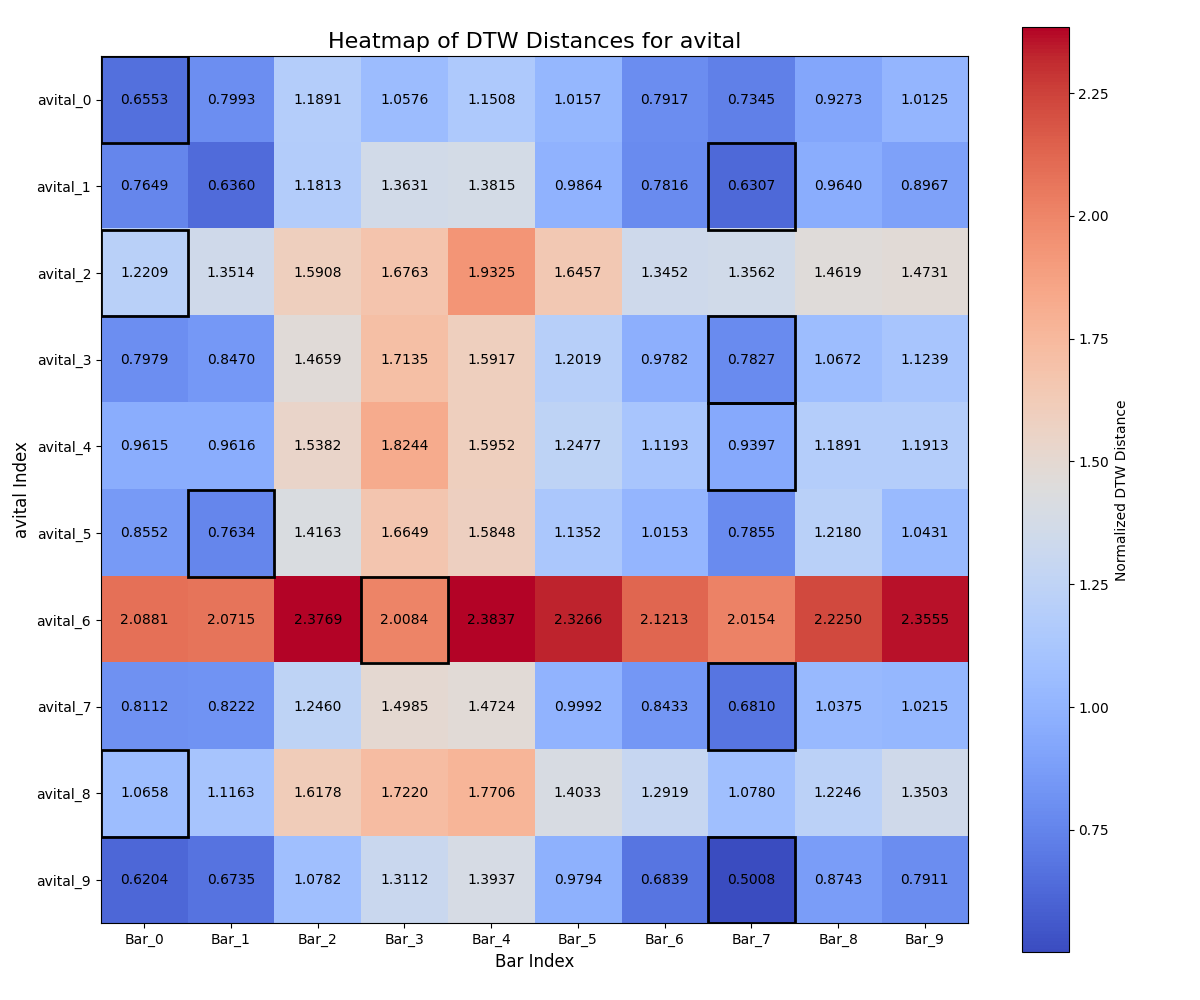 Heatmap of DTW Distances for avital
avital_0 0.6553 0.7993 1.1891 1.0576 1.1508 1.0157 0.7917 0.7345 0.9273 1.0125
avital_1 0.7649 0.6360 1.1813 1.3631 1.3815 0.9864 0.7816 0.6307 0.9640 0.8967
avital_2 1.2209 1.3514 1.5908 1.6763 1.9325 1.6457 1.3452 1.3562 1.4619 1.4731
avital_3 0.7979 0.8470 1.4659 1.7135 1.5917 1.2019 0.9782 0.7827 1.0672 1.1239
avital_4 0.9615 0.9616 1.5382 1.8244 1.5952 1.2477 1.1193 0.9397 1.1891 1.1913
avital_5 0.8552 0.7634 1.4163 1.6649 1.5848 1.1352 1.0153 0.7855 1.2180 1.0431
avital_6 2.0881 2.0715 2.3769 2.0084 2.3837 2.3266 2.1213 2.0154 2.2250 2.3555
avital_7 0.8112 0.8222 1.2460 1.4985 1.4724 0.9992 0.8433 0.6810 1.0375 1.0215
avital_8 1.0658 1.1163 1.6178 1.7220 1.7706 1.4033 1.2919 1.0780 1.2246 1.3503
avital_9 0.6204 0.6735 1.0782 1.3112 1.3937 0.9794 0.6839 0.5008 0.8743 0.7911
Bar_0 Bar_1 Bar_2 Bar_3 Bar_4 Bar_5 Bar_6 Bar_7 Bar_8 Bar_9
Bar Index
avital Index
2.25
2.00
1.75
1.50
1.25
1.00
0.75
Normalized DTW Distance